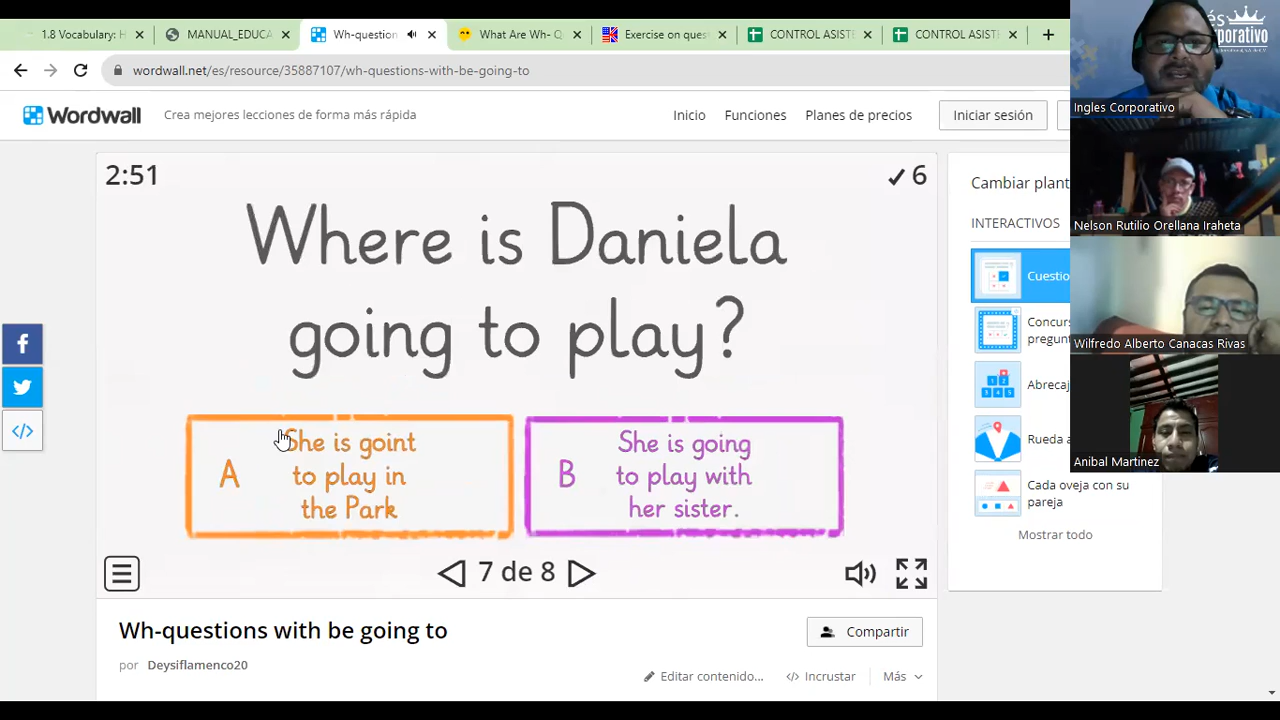 1.8 Vocabulary: H
MANUAL_EDUCA
Wh-question
What Are Wh- Q
Exercise on ques
CONTROL ASIST
CONTROL ASIST
wordwall.net/es/resource/35887107/wh-questions-with-be-going-to
Wordwall
Crea mejores lecciones de forma más rápida
Inicio
Funciones
Planes de precios
Iniciar sesión
2:51
6
Where is Daniela
going to play?
A
She is goint
to play in
the Park
B
She is going
to play with
her sister.
7 de 8
Wh-questions with be going to
Compartir
por Deysiflamenco20
Editar contenido...
Incrustar
Más
Cambiar plant
INTERACTIVOS
Cuestio
Concurs
pregunt
Abrecaj
Rueda a
Cada oveja con su
pareja
Mostrar todo
és
rporativo
Ingles Corporativo
Nelson Rutilio Orellana Iraheta
Wilfredo Alberto Canacas Rivas
Anibal Martinez